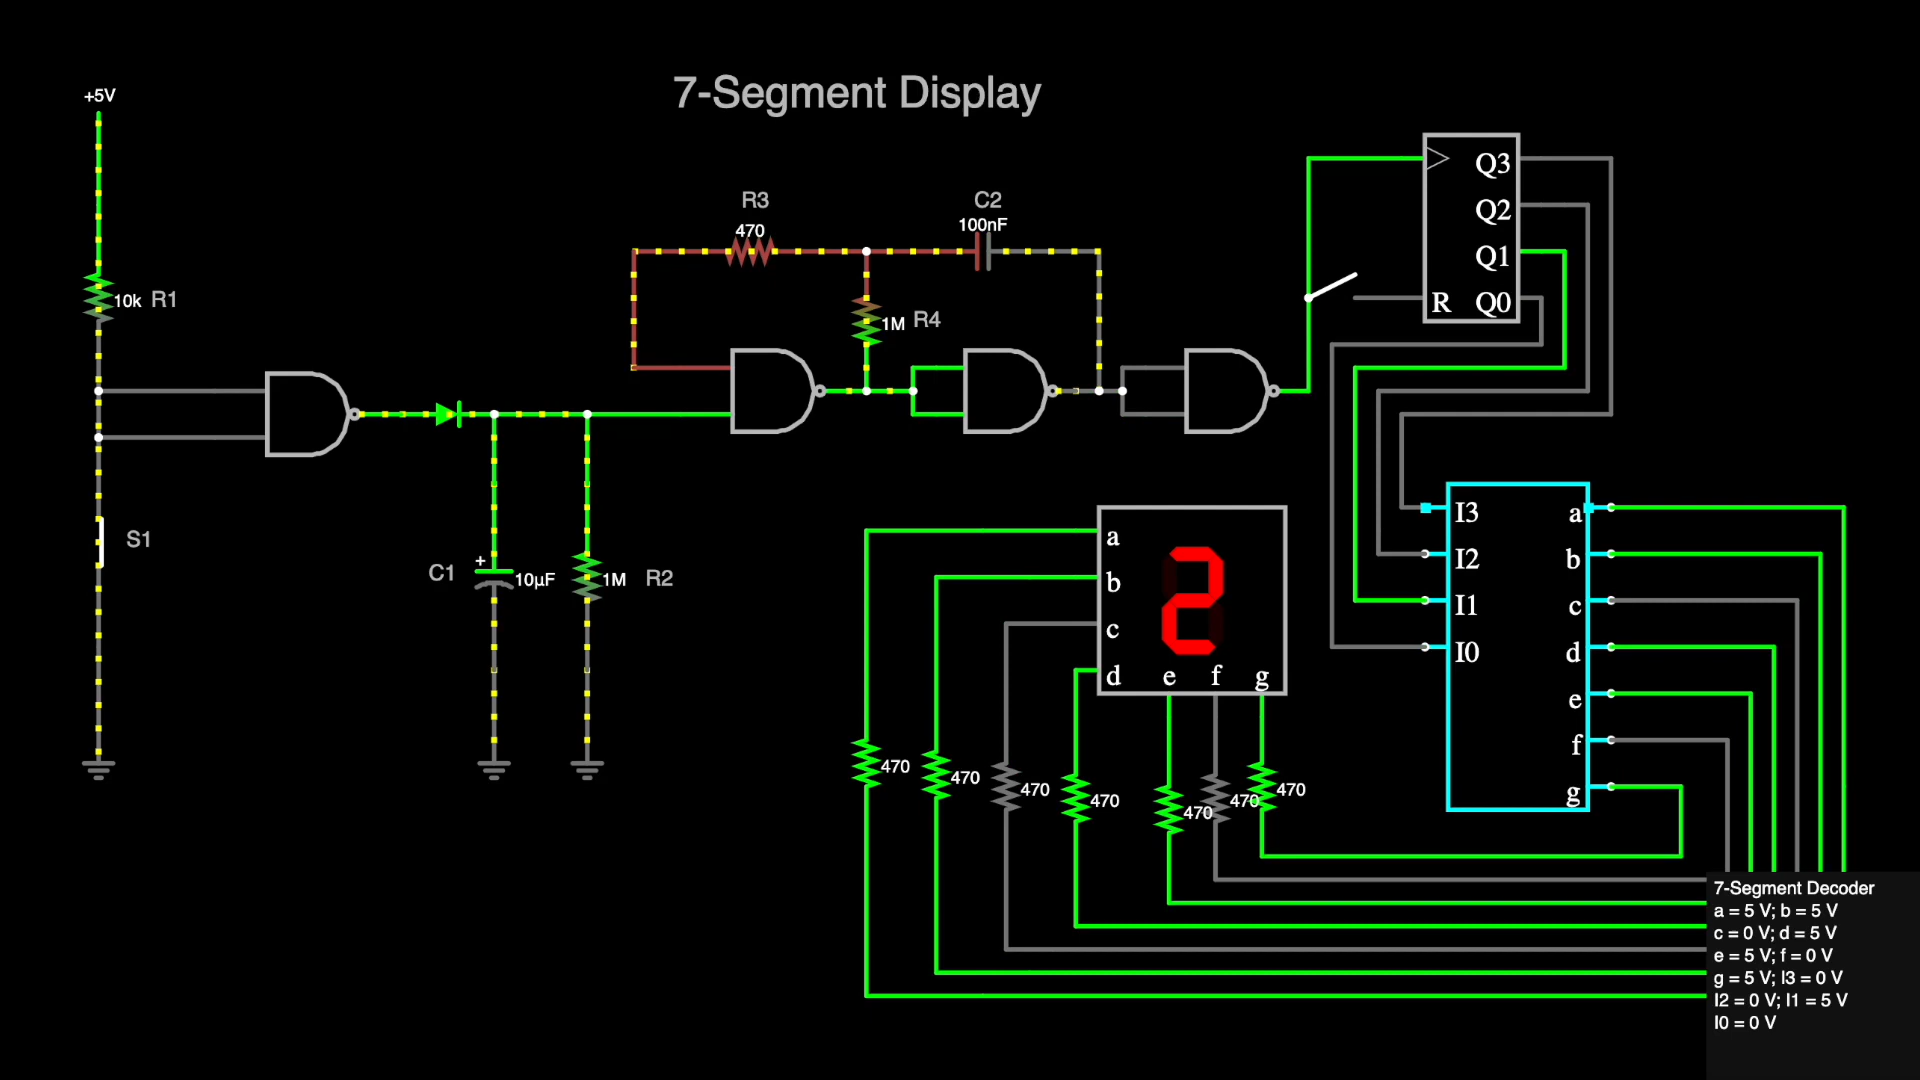 7-Segment Display
+5V
10k R1
S1
C1
+
10µF
1M R2
R3
470
C2
100nF
1M R4
Q3
Q2
Q1
R Q0
I3 a
I2 b
I1 c
I0 d
e
f
g
a
b
c
d e f g
470
470
470
470
470
470
470
7-Segment Decoder
a = 5 V; b = 5 V
c = 0 V; d = 5 V
e = 5 V; f = 0 V
g = 5 V; I3 = 0 V
I2 = 0 V; I1 = 5 V
I0 = 0 V
2